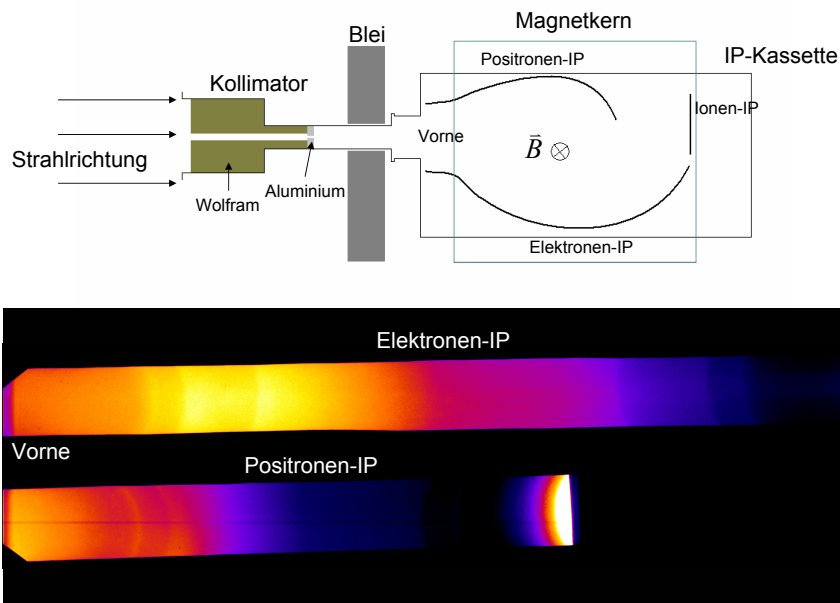 Magnetkern
Blei
Positronen-IP
IP-Kassette
Kollimator
Ionen-IP
Vorne
B
Strahlrichtung
Aluminium
Wolfram
Elektronen-IP
Elektronen-IP
Vorne
Positronen-IP